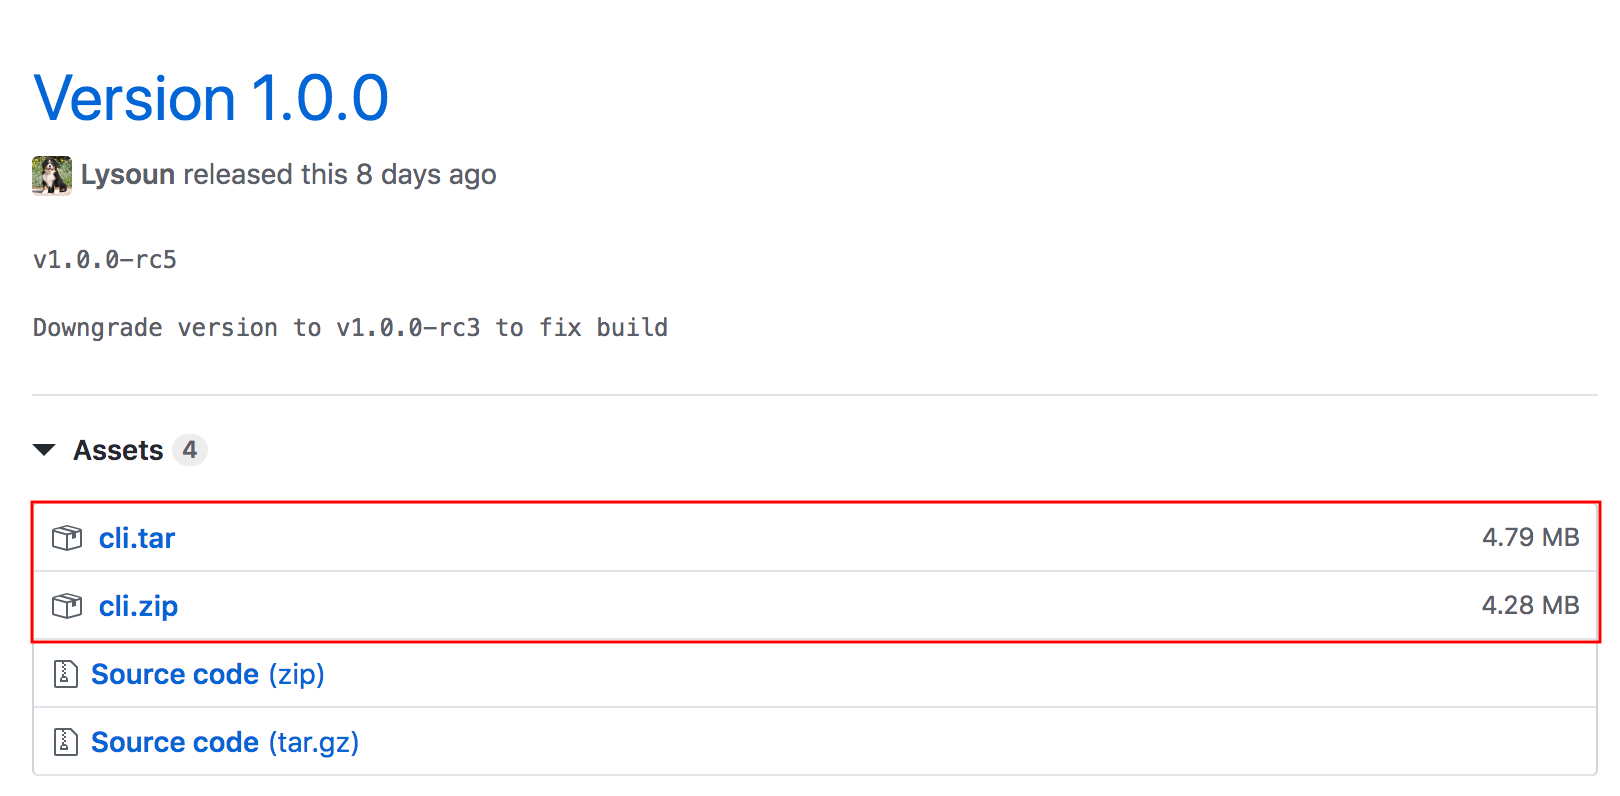 Version 1.0.0
Lysoun released this 8 days ago
v1.0.0-rc5
Downgrade version to v1.0.0-rc3 to fix build
Assets 4
cli.tar 4.79 MB
cli.zip 4.28 MB
Source code (zip)
Source code (tar.gz)